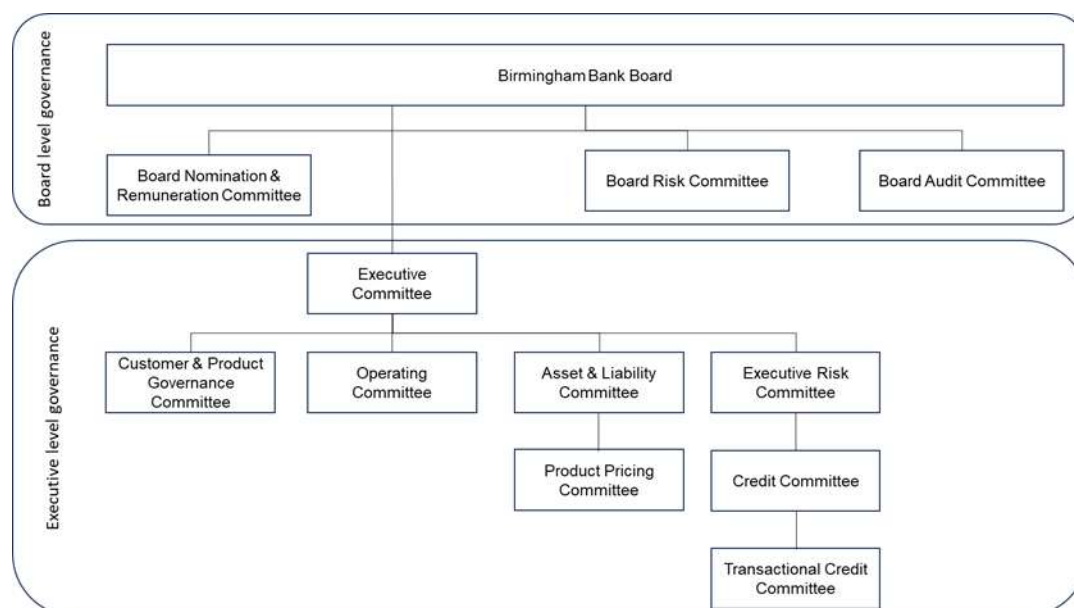 Board level governance
Birmingham Bank Board
Board Nomination &
Remuneration Committee
Board Risk Committee
Board Audit Committee
Executive level governance
Executive
Committee
Customer & Product
Governance
Committee
Operating
Committee
Asset & Liability
Committee
Executive Risk
Committee
Product Pricing
Committee
Credit Committee
Transactional Credit
Committee